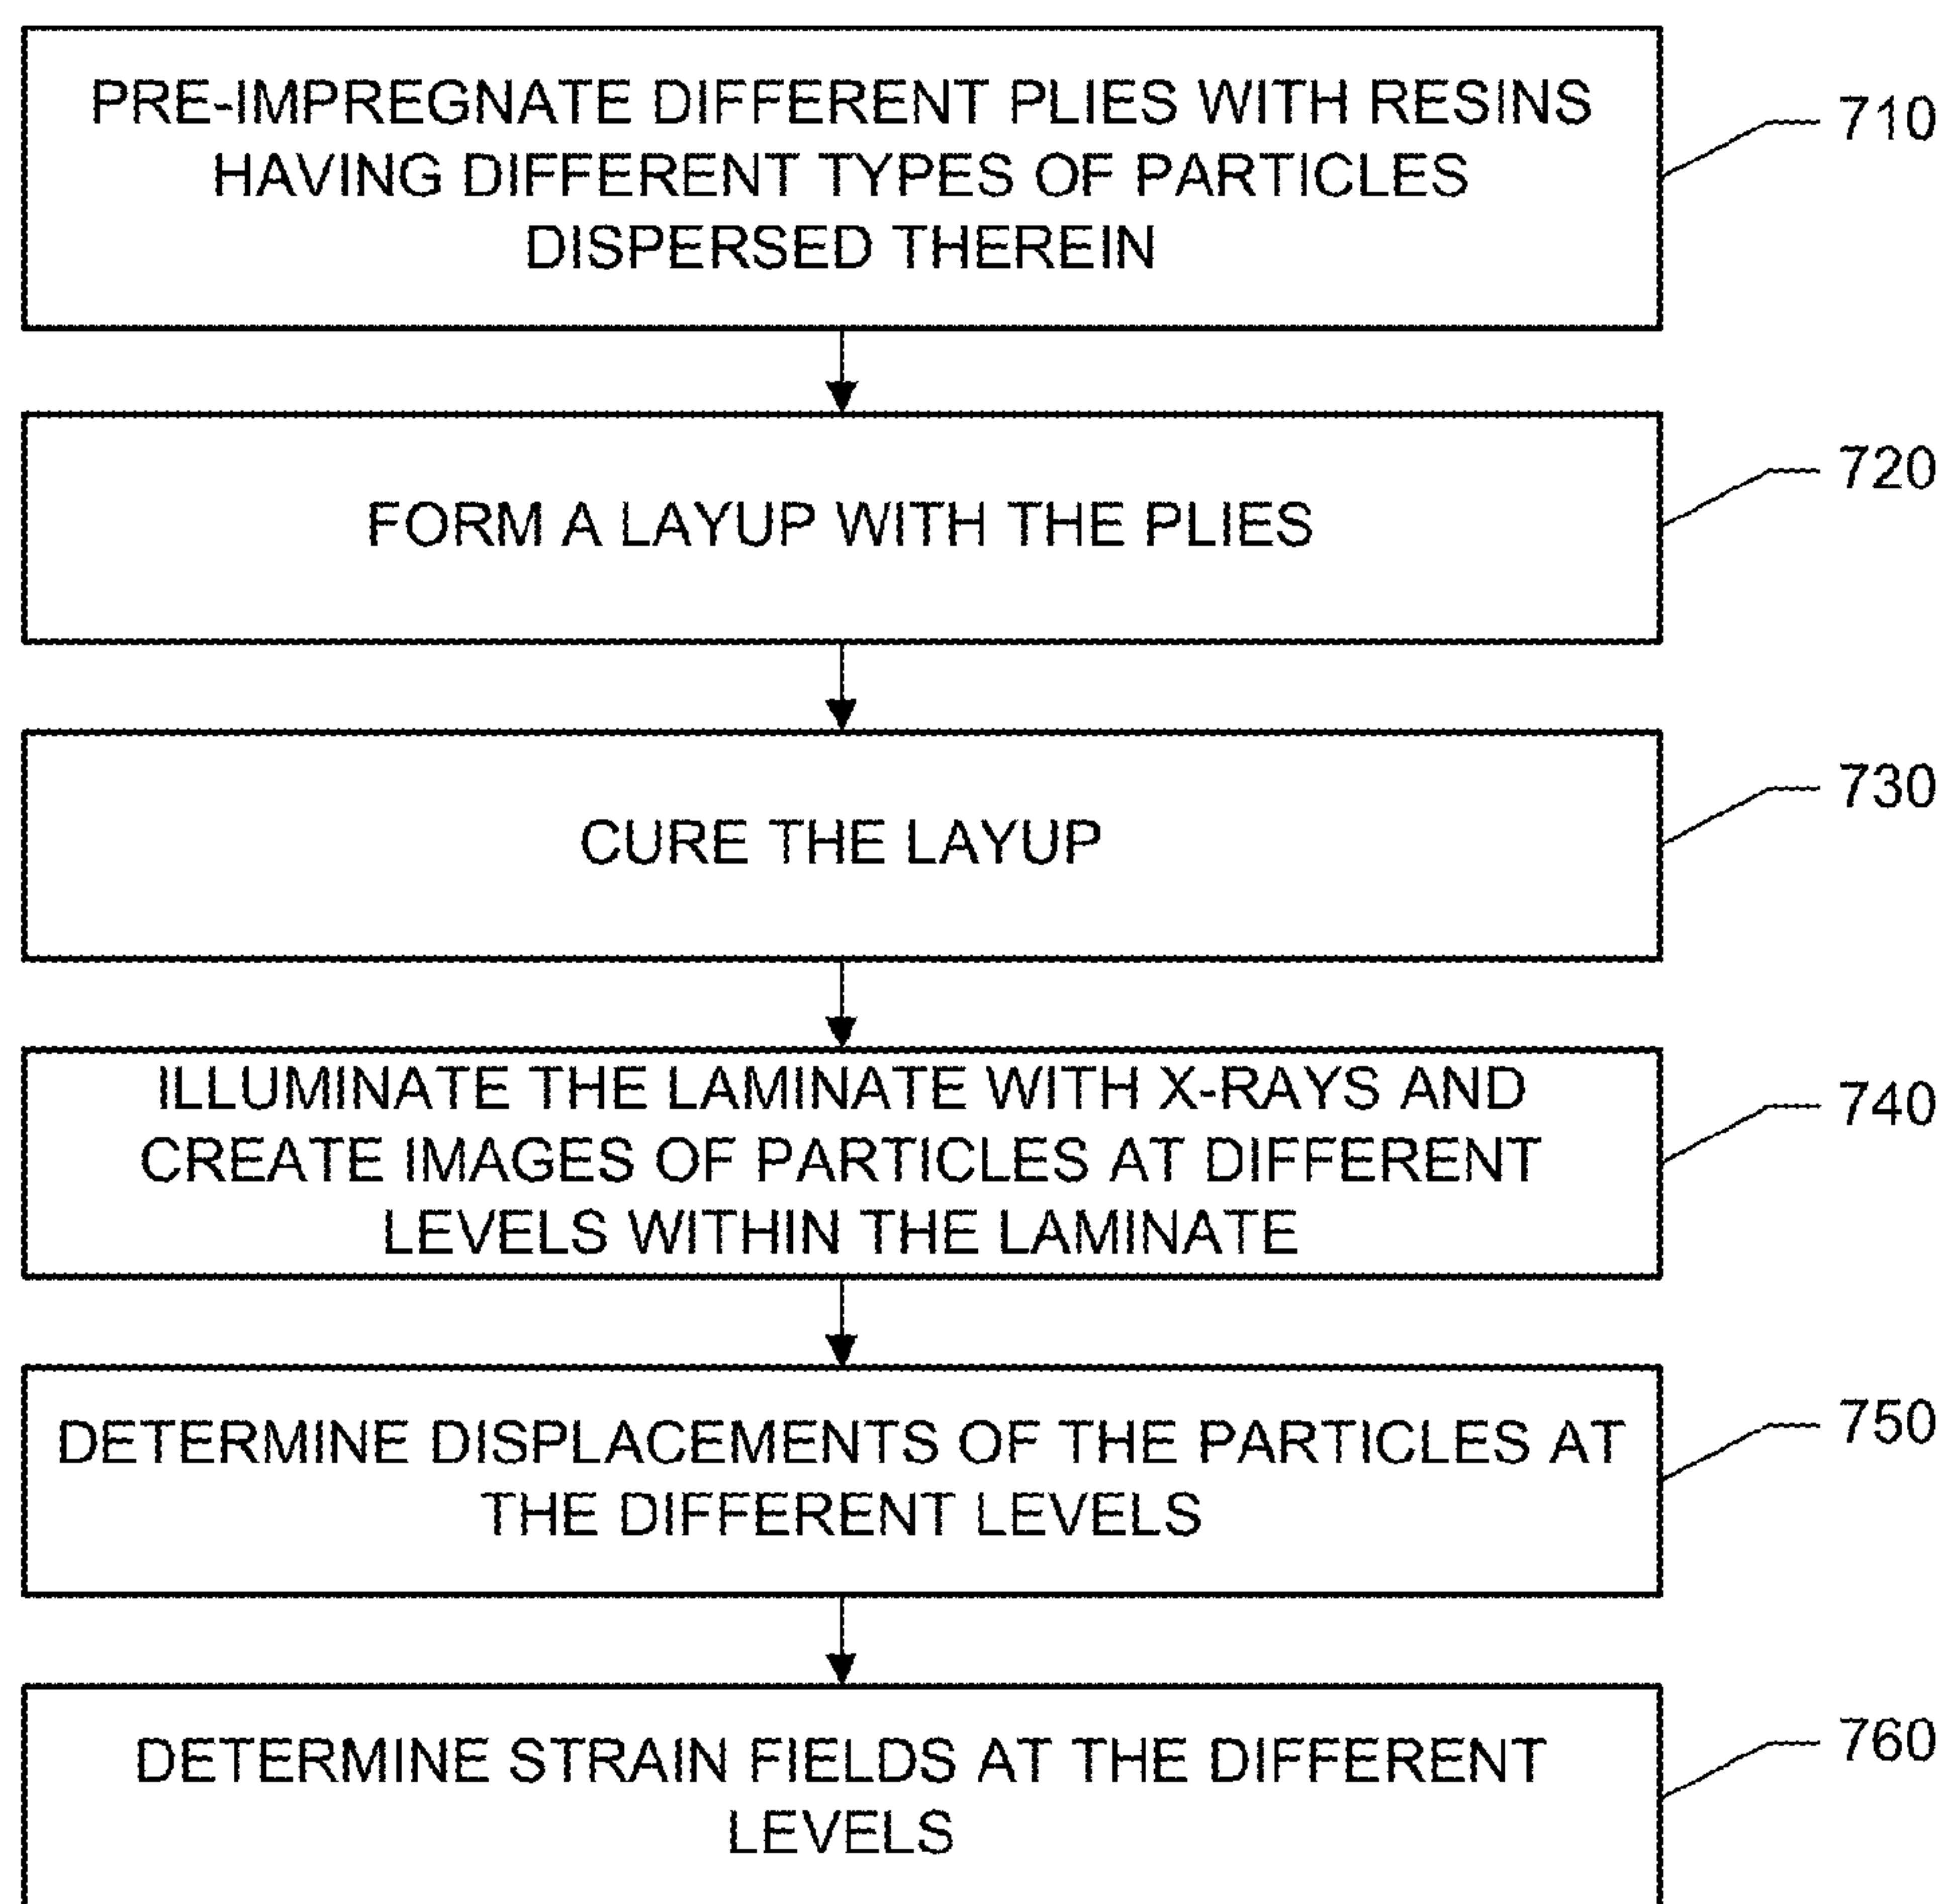 PRE-IMPREGNATE DIFFERENT PLIES WITH RESINS
HAVING DIFFERENT TYPES OF PARTICLES
DISPERSED THEREIN
710
FORM A LAYUP WITH THE PLIES
720
CURE THE LAYUP
730
ILLUMINATE THE LAMINATE WITH X-RAYS AND
CREATE IMAGES OF PARTICLES AT DIFFERENT
LEVELS WITHIN THE LAMINATE
740
DETERMINE DISPLACEMENTS OF THE PARTICLES AT
THE DIFFERENT LEVELS
750
DETERMINE STRAIN FIELDS AT THE DIFFERENT
LEVELS
760